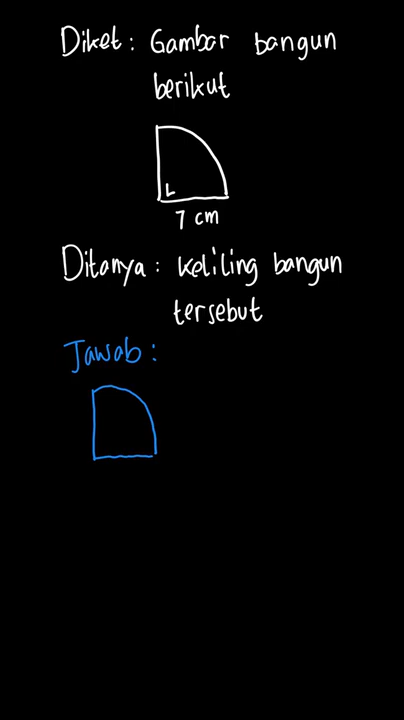 Diket: Gambar bangun
berikut
L
7 cm
Ditanya: keliling bangun
tersebut
Jawab: